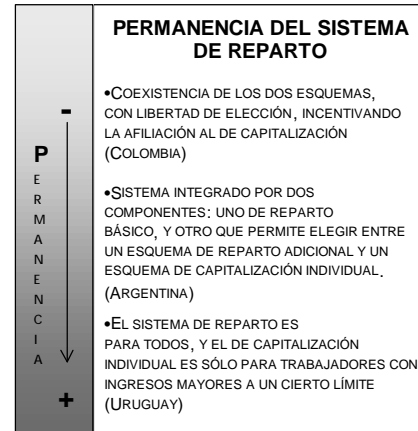 PERMANENCIA DEL SISTEMA
DE REPARTO
-
PERMANENCIA
+
•COEXISTENCIA DE LOS DOS ESQUEMAS,
CON LIBERTAD DE ELECCIÓN, INCENTIVANDO
LA AFILIACIÓN AL DE CAPITALIZACIÓN
(COLOMBIA)
•SISTEMA INTEGRADO POR DOS
COMPONENTES: UNO DE REPARTO
BÁSICO, Y OTRO QUE PERMITE ELEGIR ENTRE
UN ESQUEMA DE REPARTO ADICIONAL Y UN
ESQUEMA DE CAPITALIZACIÓN INDIVIDUAL.
(ARGENTINA)
•EL SISTEMA DE REPARTO ES
PARA TODOS, Y EL DE CAPITALIZACIÓN
INDIVIDUAL ES SÓLO PARA TRABAJADORES CON
INGRESOS MAYORES A UN CIERTO LÍMITE
(URUGUAY)